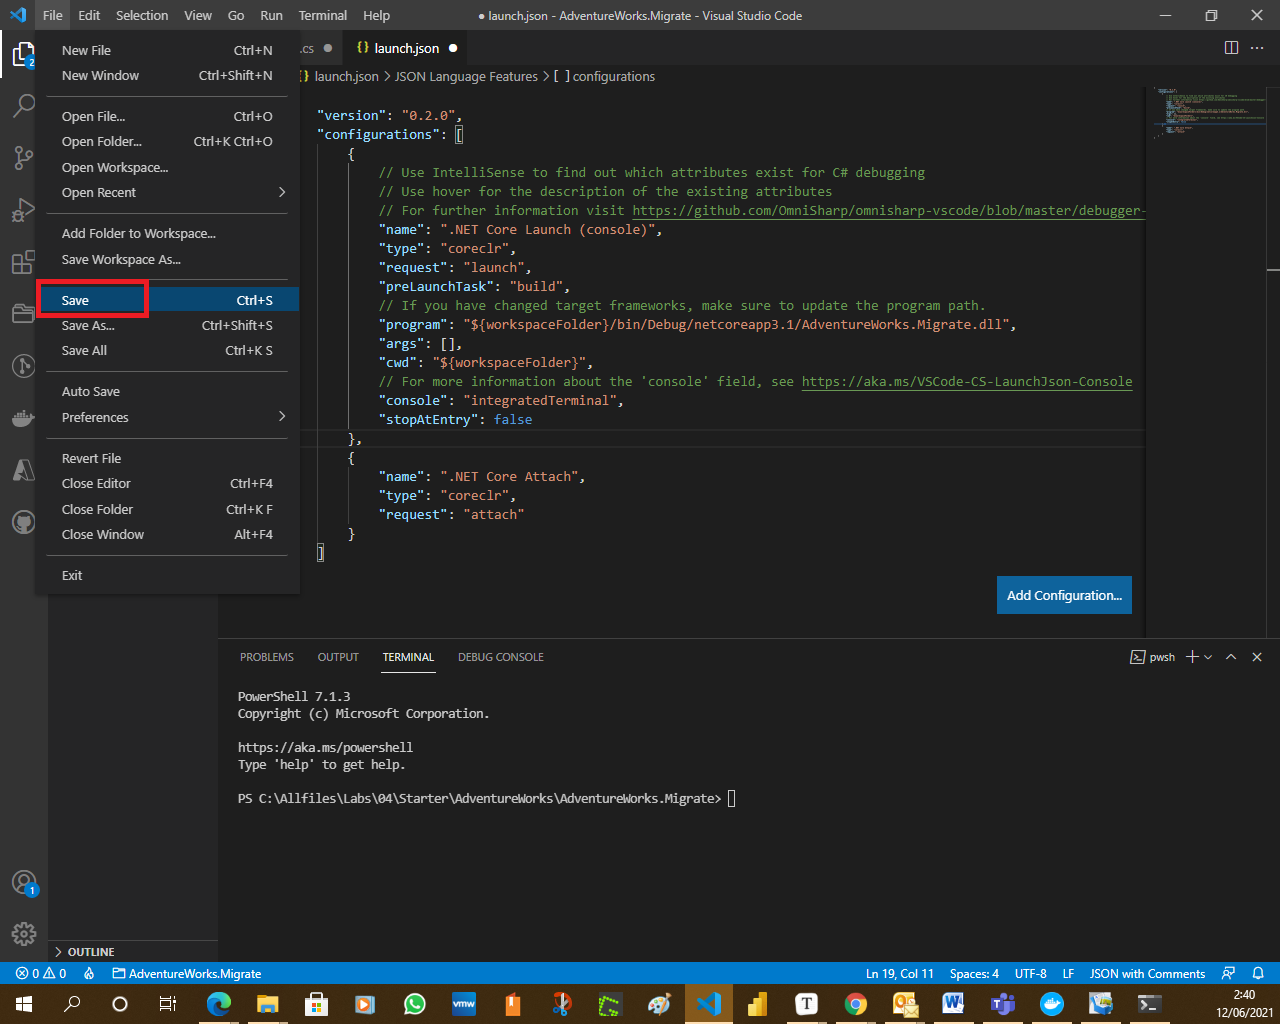 File Edit Selection View Go Run Terminal Help
● launch.json - AdventureWorks.Migrate - Visual Studio Code
New File Ctrl+N
New Window Ctrl+Shift+N
Open File... Ctrl+O
Open Folder... Ctrl+K Ctrl+O
Open Workspace...
Open Recent
Add Folder to Workspace...
Save Workspace As...
Save Ctrl+S
Save As... Ctrl+Shift+S
Save All Ctrl+K S
Auto Save
Preferences
Revert File
Close Editor Ctrl+F4
Close Folder Ctrl+K F
Close Window Alt+F4
Exit
2
1
.cs ● {} launch.json ●
launch.json > JSON Language Features > [ ] configurations
"version": "0.2.0",
"configurations": [
{
// Use IntelliSense to find out which attributes exist for C# debugging
// Use hover for the description of the existing attributes
// For further information visit https://github.com/OmniSharp/omnisharp-vscode/blob/master/debugger-
"name": ".NET Core Launch (console)",
"type": "coreclr",
"request": "launch",
"preLaunchTask": "build",
// If you have changed target frameworks, make sure to update the program path.
"program": "${workspaceFolder}/bin/Debug/netcoreapp3.1/AdventureWorks.Migrate.dll",
"args": [],
"cwd": "${workspaceFolder}",
// For more information about the 'console' field, see https://aka.ms/VSCode-CS-LaunchJson-Console
"console": "integratedTerminal",
"stopAtEntry": false
},
{
"name": ".NET Core Attach",
"type": "coreclr",
"request": "attach"
}
]
Add Configuration...
PROBLEMS OUTPUT TERMINAL DEBUG CONSOLE
pwsh
PowerShell 7.1.3
Copyright (c) Microsoft Corporation.
https://aka.ms/powershell
Type 'help' to get help.
PS C:\Allfiles\Labs\04\Starter\AdventureWorks\AdventureWorks.Migrate>
OUTLINE
0 0 AdventureWorks.Migrate
Ln 19, Col 11 Spaces: 4 UTF-8 LF JSON with Comments
vmw
T
2:40
12/06/2021